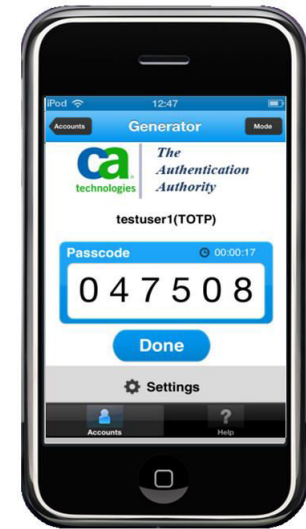 iPod 12:47
Accounts Generator Mode
ca
technologies
The
Authentication
Authority
testuser1(TOTP)
Passcode 00:00:17
047508
Done
Settings
Accounts ? Help